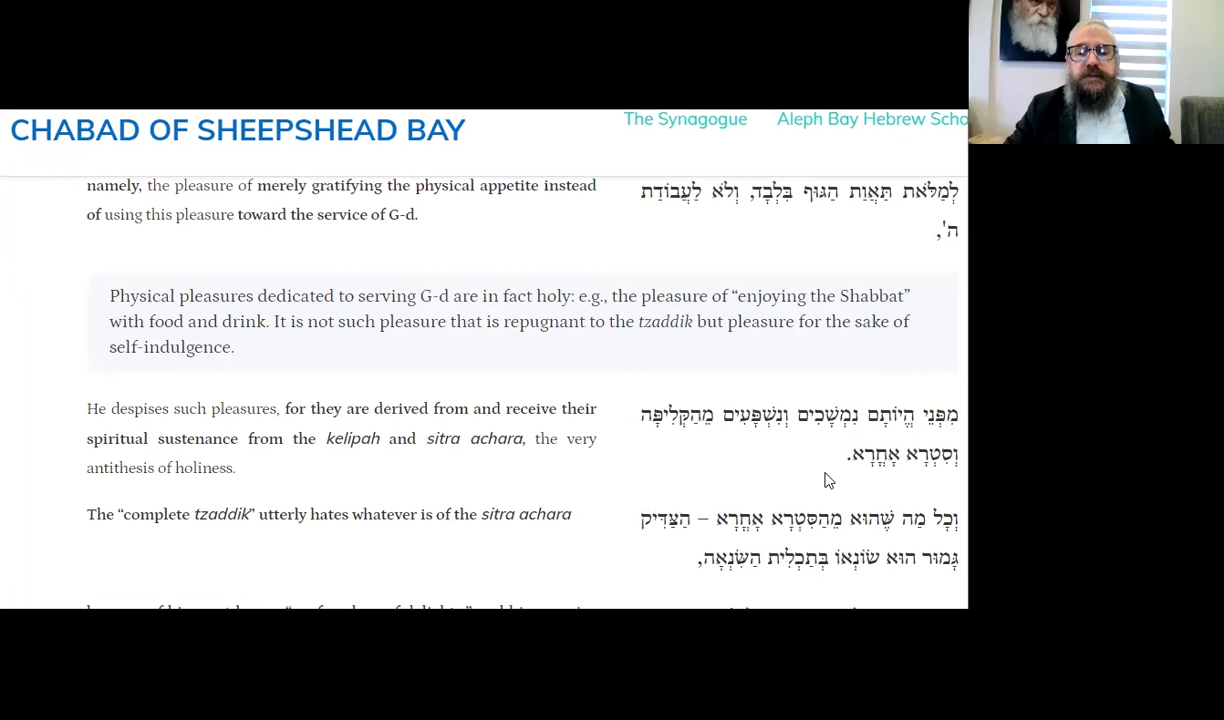 CHABAD OF SHEEPSHEAD BAY
The Synagogue
Aleph Bay Hebrew Scho
namely, the pleasure of merely gratifying the physical appetite instead
of using this pleasure toward the service of G-d.
לְמַלֹּאת תַּאֲוַת הַגּוּף בִּלְבָד, וְלֹא לַעֲבוֹדַת
ה',
Physical pleasures dedicated to serving G-d are in fact holy: e.g., the pleasure of “enjoying the Shabbat”
with food and drink. It is not such pleasure that is repugnant to the tzaddik but pleasure for the sake of
self-indulgence.
He despises such pleasures, for they are derived from and receive their
spiritual sustenance from the kelipah and sitra achara, the very
antithesis of holiness.
מִפְּנֵי הֱיוֹתָם נִמְשָׁכִים וְנִשְׁפָּעִים מֵהַקְּלִיפָּה
וְסִטְרָא אָחֳרָא.
The “complete tzaddik” utterly hates whatever is of the sitra achara
וְכָל מַה שֶּׁהוּא מֵהַסִּטְרָא אָחֳרָא – הַצַּדִּיק
גָּמוּר הוּא שׂוֹנְאוֹ בְּתַכְלִית הַשִּׂנְאָה,